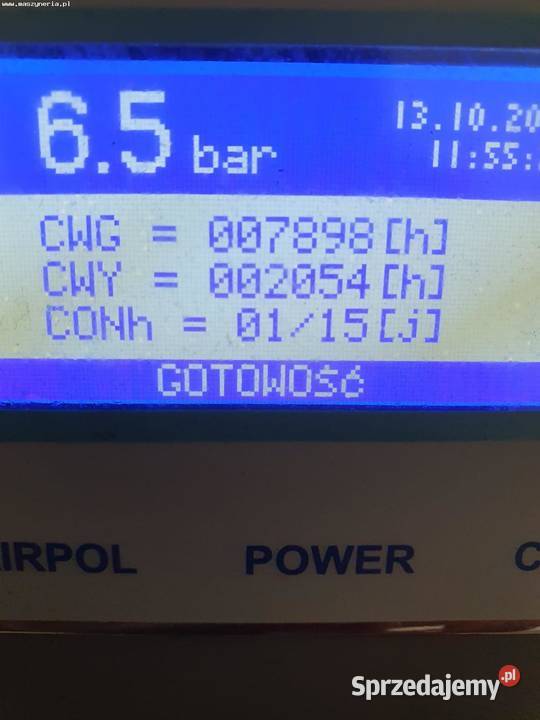 www.maszyneria.pl
6.5 bar
13.10.20
11:55:
CWG = 007898[h]
CWY = 002054[h]
CONh = 01/15[j]
GOTOWOŚĆ
IRPOL POWER C
Sprzedajemy.pl